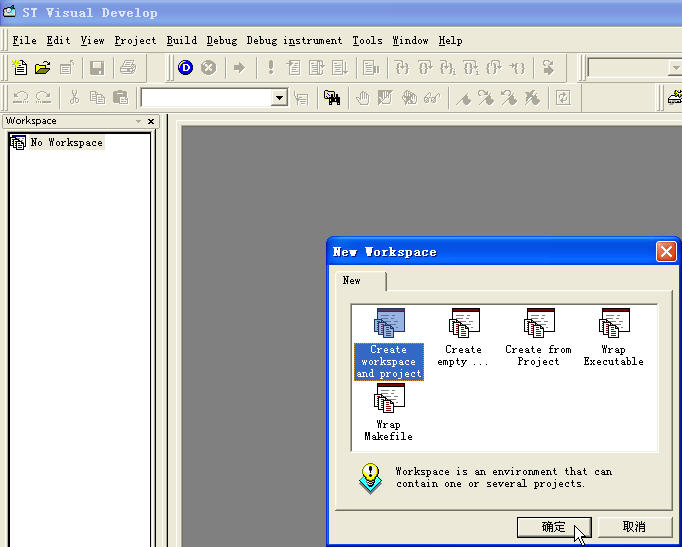 ST Visual Develop
File Edit View Project Build Debug Debug instrument Tools Window Help
D
Workspace
No Workspace
New Workspace
New
Create
workspace
and project
Create
empty ...
Create from
Project
Wrap
Executable
Wrap
Makefile
Workspace is an environment that can
contain one or several projects.
确定 取消